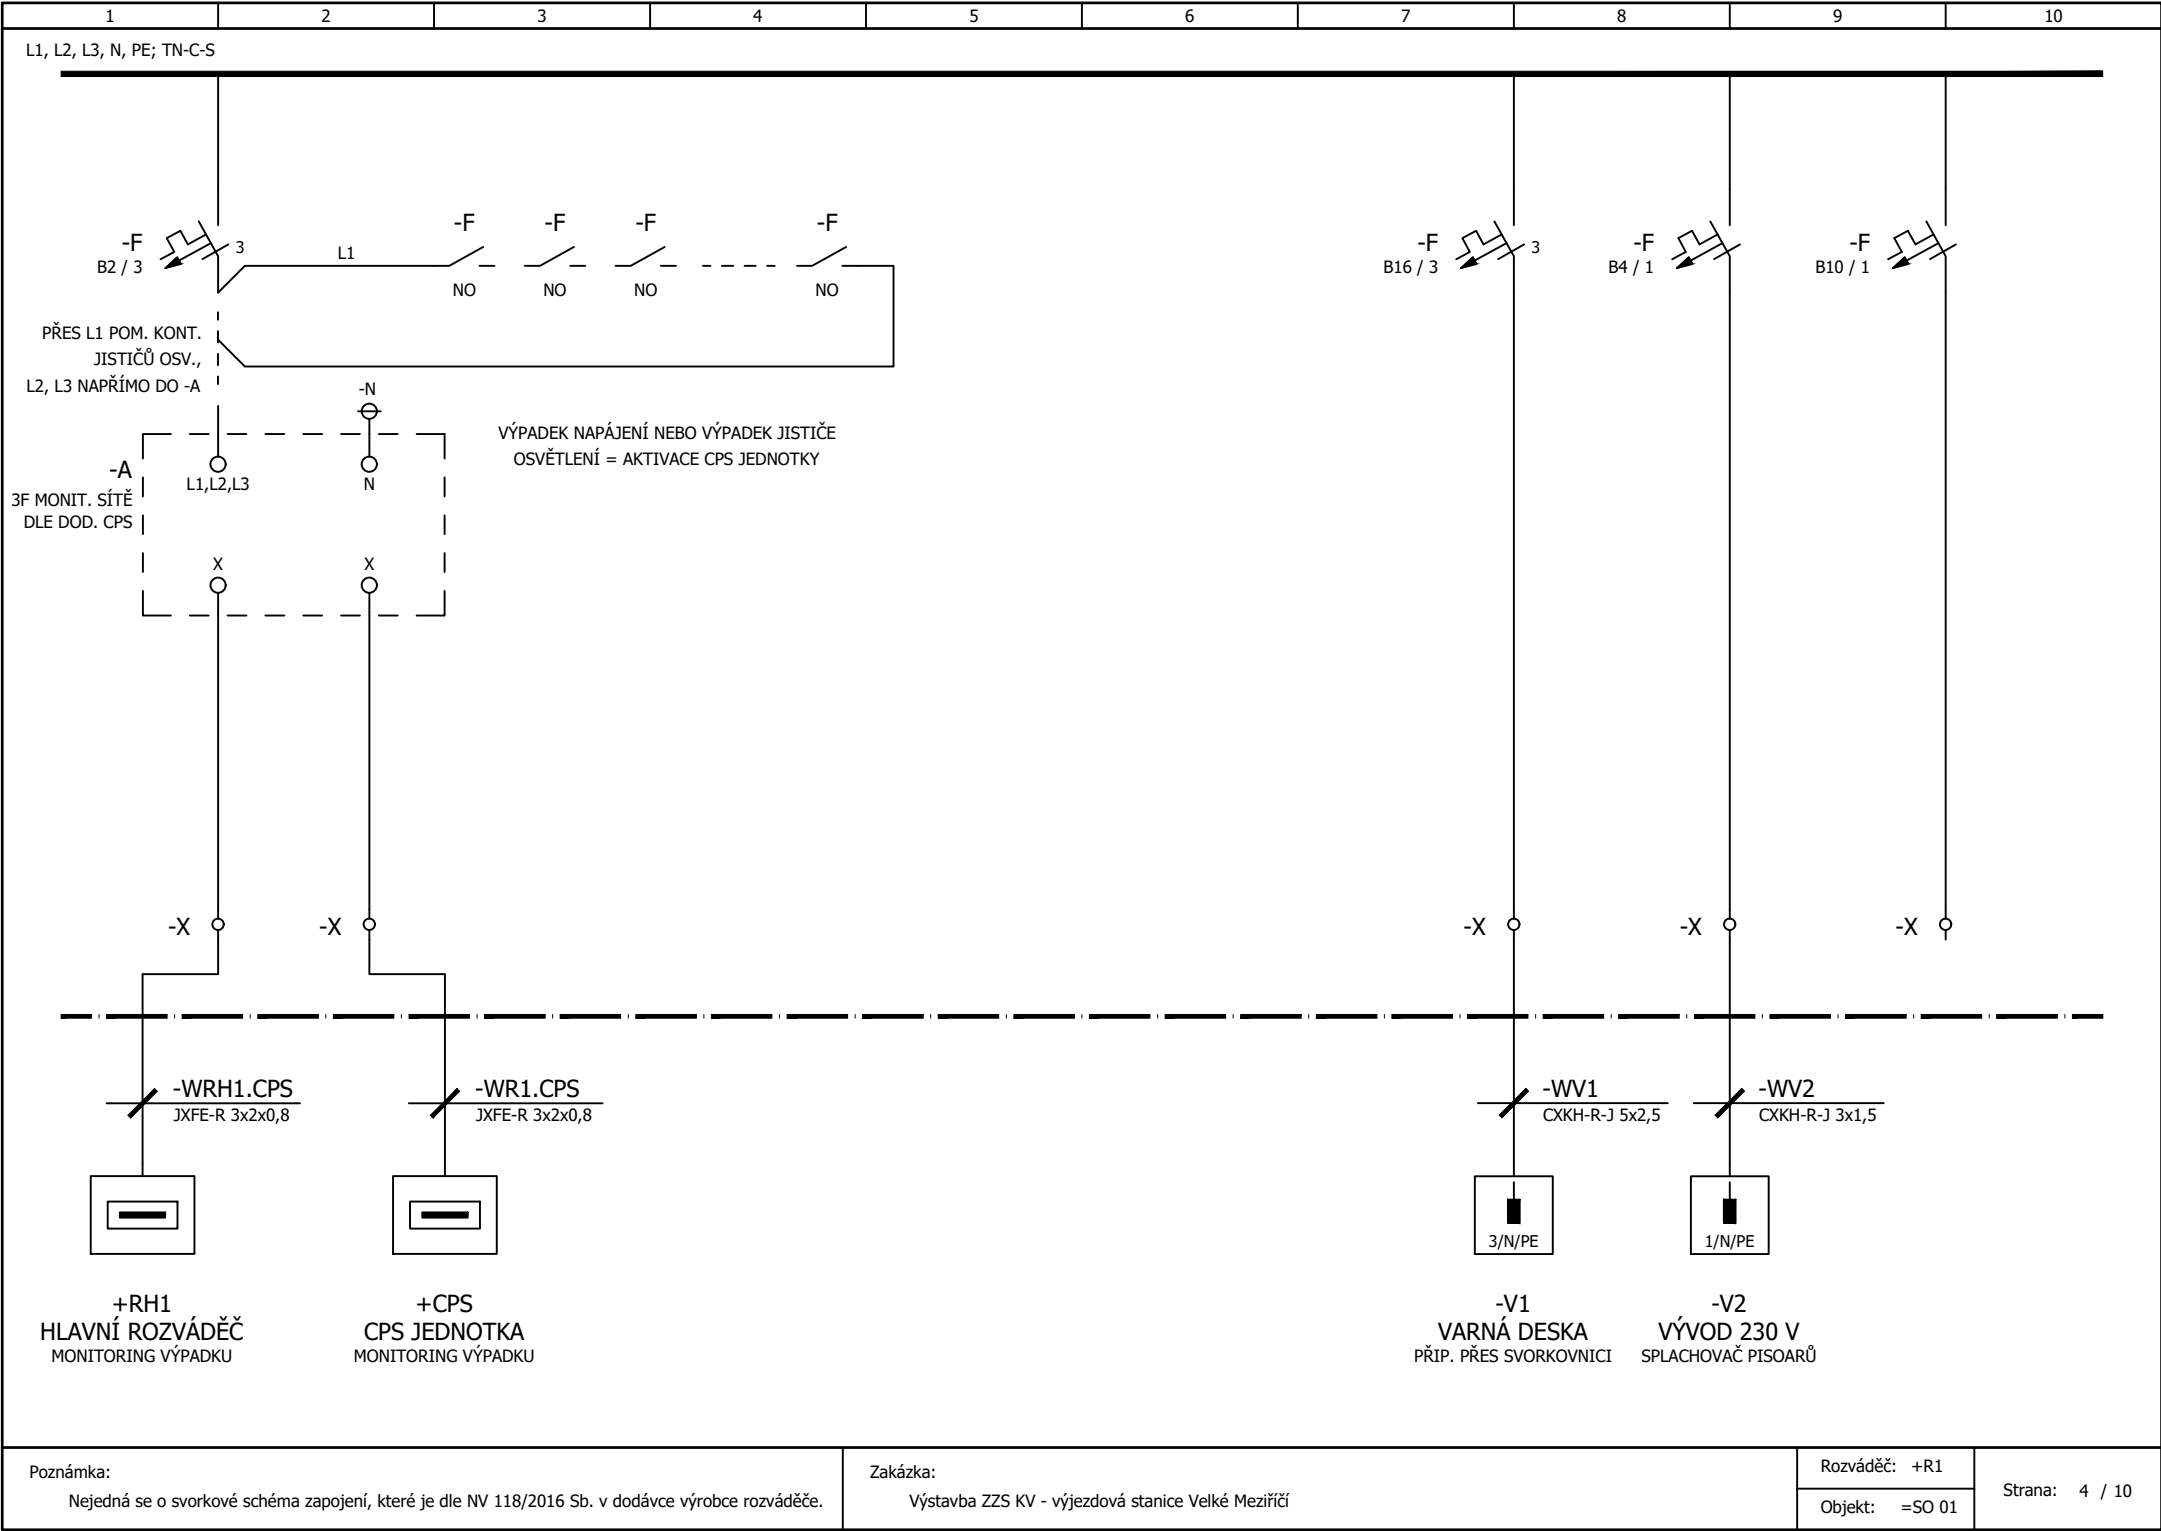 1 2 3 4 5 6 7 8 9 10
L1, L2, L3, N, PE; TN-C-S
-F
B2 / 3
3
L1
-F -F -F -F
NO NO NO NO
-F
B16 / 3
3
-F
B4 / 1
-F
B10 / 1
PŘES L1 POM. KONT.
JISTIČŮ OSV.,
L2, L3 NAPŘÍMO DO -A
-N
VÝPADEK NAPÁJENÍ NEBO VÝPADEK JISTIČE
OSVĚTLENÍ = AKTIVACE CPS JEDNOTKY
-A
3F MONIT. SÍTĚ
DLE DOD. CPS
L1,L2,L3
N
X X
-X -X -X -X -X
-WRH1.CPS
JXFE-R 3x2x0,8
-WR1.CPS
JXFE-R 3x2x0,8
-WV1
CXKH-R-J 5x2,5
-WV2
CXKH-R-J 3x1,5
3/N/PE
1/N/PE
+RH1
HLAVNÍ ROZVÁDĚČ
MONITORING VÝPADKU
+CPS
CPS JEDNOTKA
MONITORING VÝPADKU
-V1
VARNÁ DESKA
PŘIP. PŘES SVORKOVNICI
-V2
VÝVOD 230 V
SPLACHOVAČ PISOARŮ
Poznámka:
Nejedná se o svorkové schéma zapojení, které je dle NV 118/2016 Sb. v dodávce výrobce rozváděče.
Zakázka:
Výstavba ZZS KV - výjezdová stanice Velké Meziříčí
Rozváděč: +R1
Objekt: =SO 01
Strana: 4 / 10